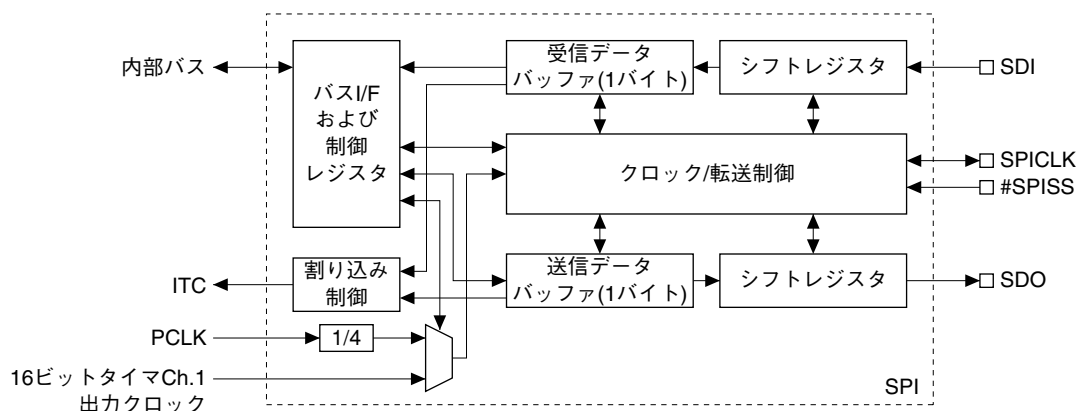 内部バス
バスI/F
および
制御
レジスタ
受信データ
バッファ(1バイト)
シフトレジスタ
SDI
クロック/転送制御
SPICLK
#SPISS
ITC
割り込み
制御
送信データ
バッファ(1バイト)
シフトレジスタ
SDO
PCLK
1/4
16ビットタイマCh.1
出力クロック
SPI